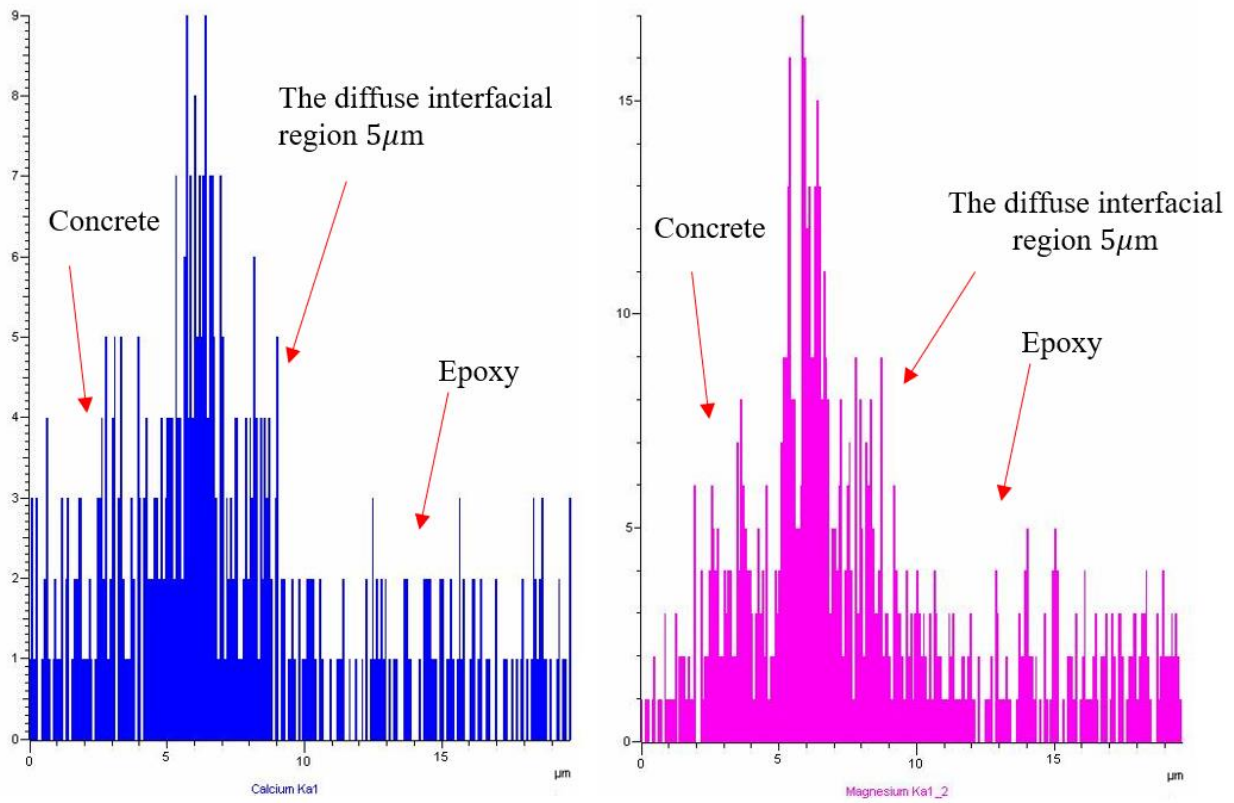 9
8
7
6
5
4
3
2
1
0
0
5
10
15
μm
Calcium Ka1
The diffuse interfacial
region 5μm
Concrete
Epoxy
15
10
5
0
0
5
10
15
μm
Magnesium Ka1_2
The diffuse interfacial
region 5μm
Concrete
Epoxy